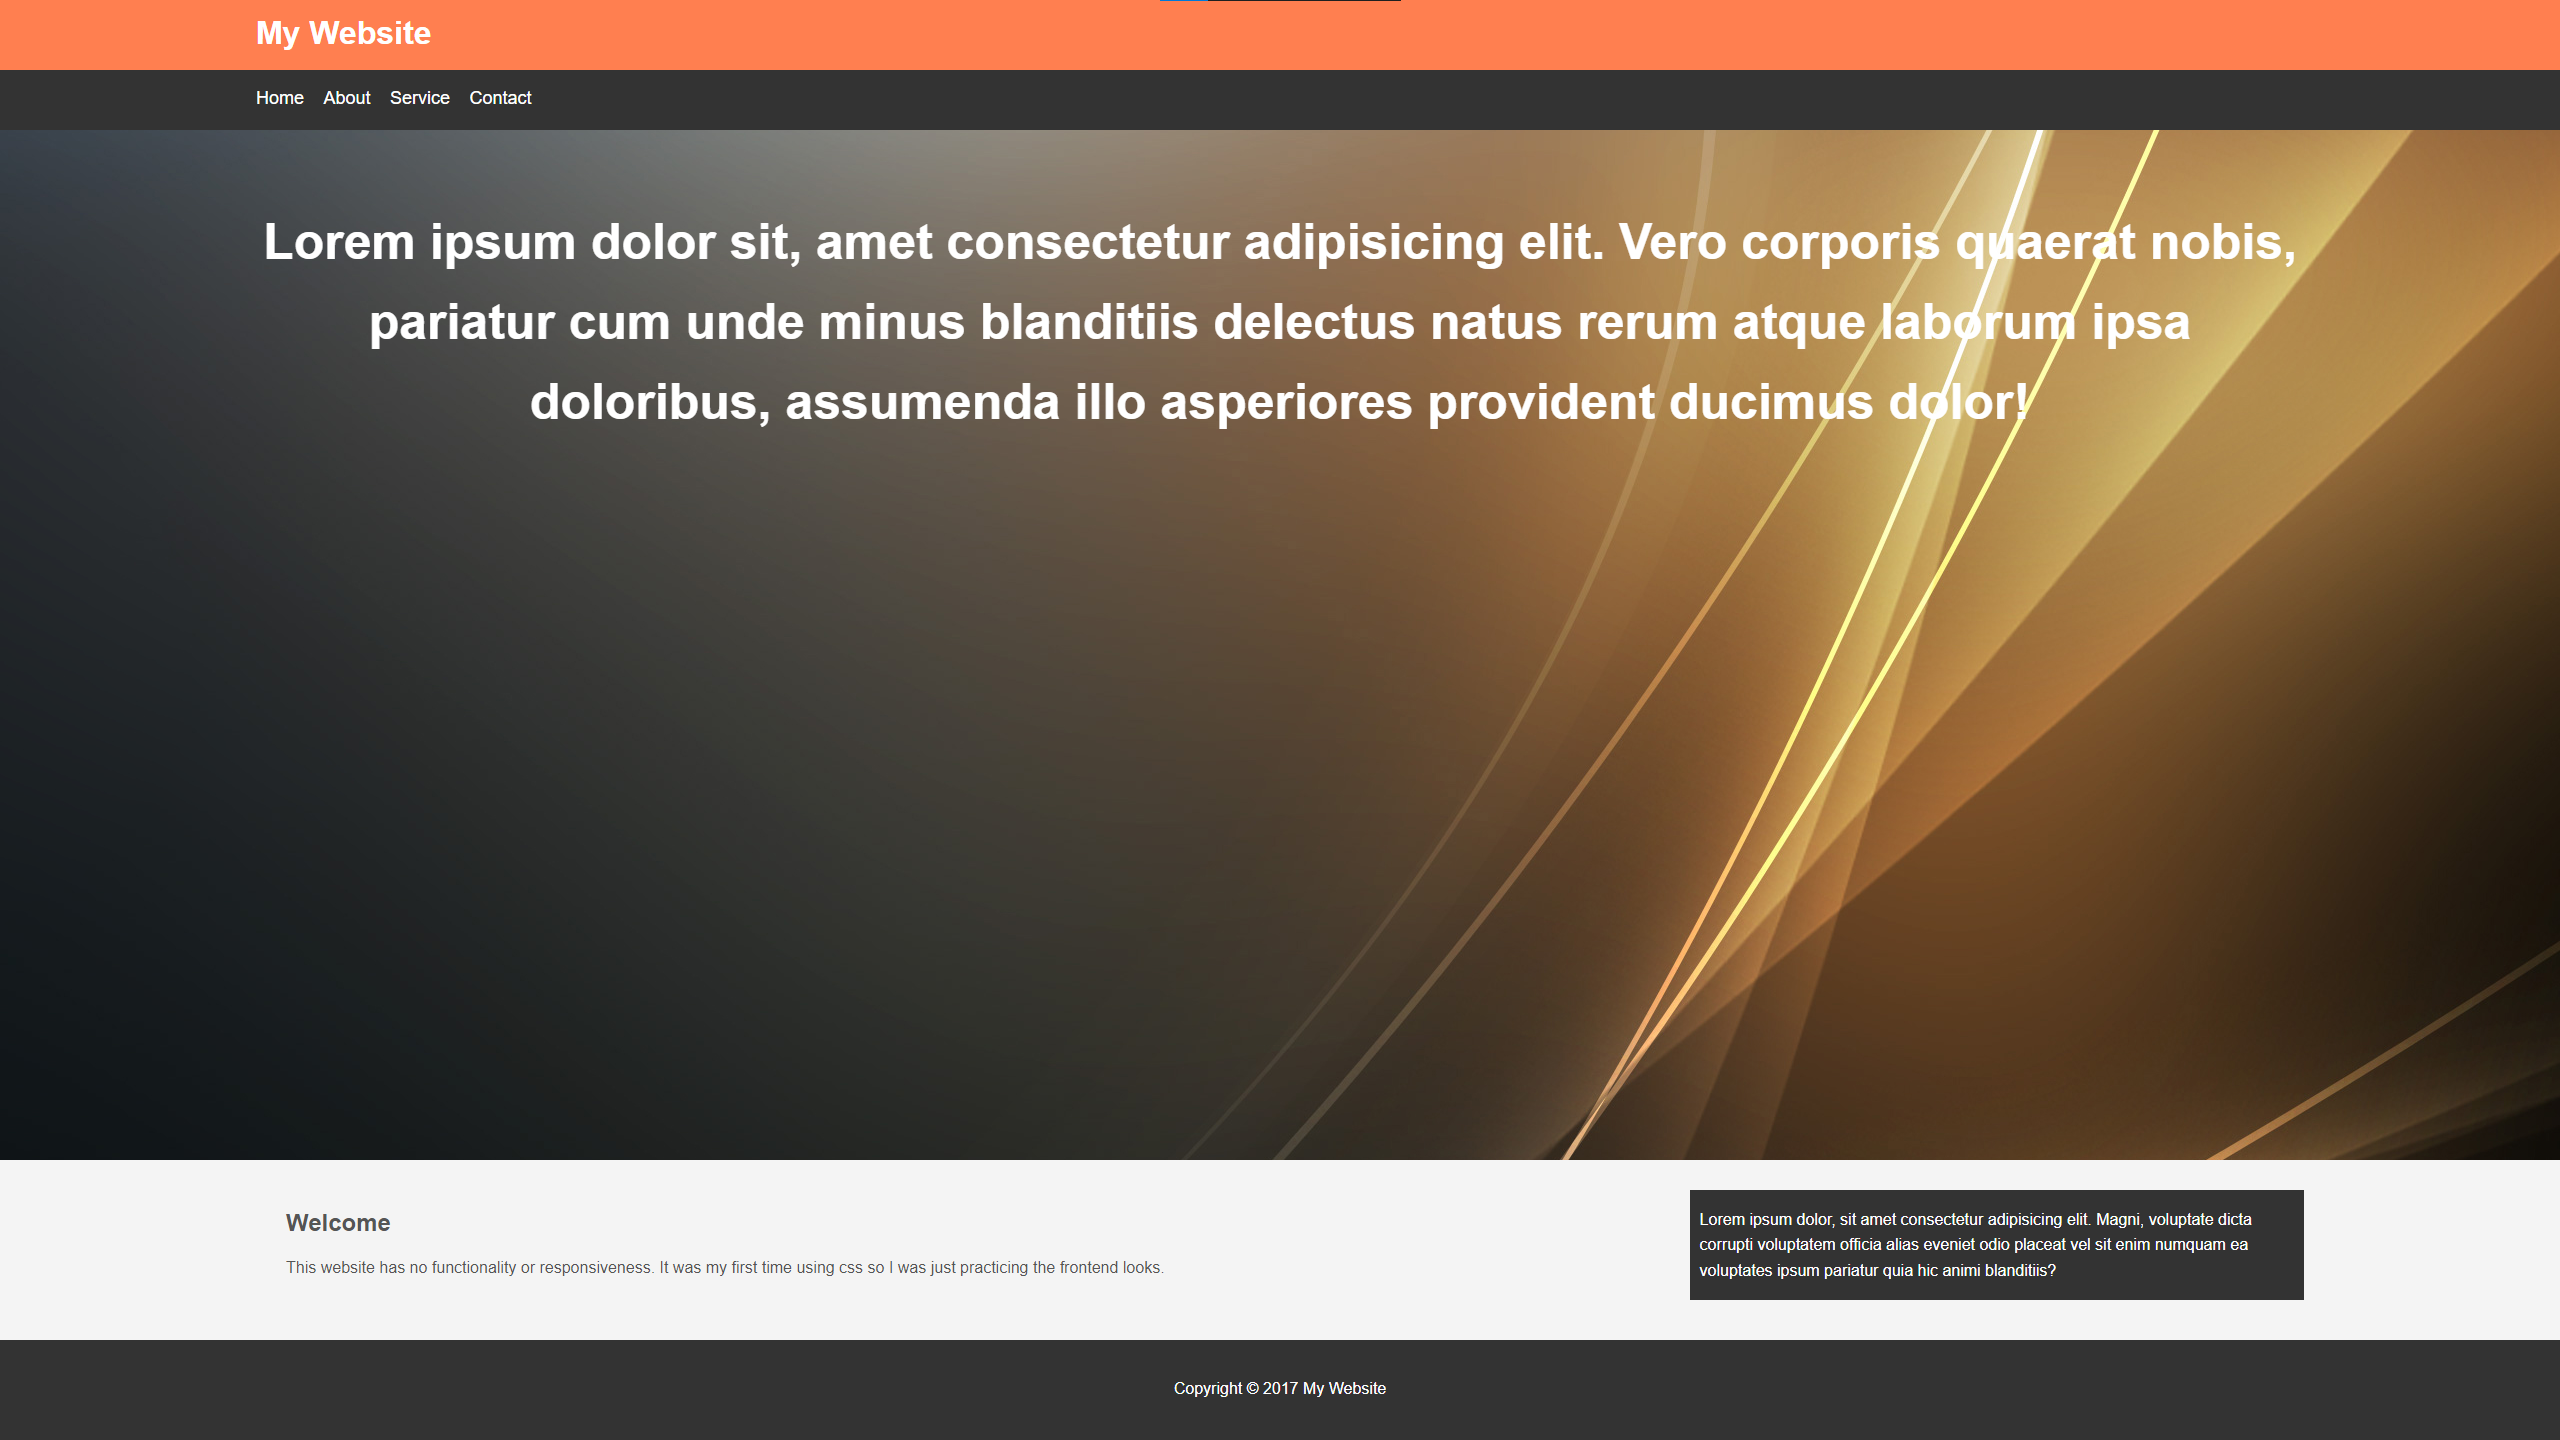 My Website
Home About Service Contact
Lorem ipsum dolor sit, amet consectetur adipisicing elit. Vero corporis quaerat nobis,
pariatur cum unde minus blanditiis delectus natus rerum atque laborum ipsa
doloribus, assumenda illo asperiores provident ducimus dolor!
Welcome
This website has no functionality or responsiveness. It was my first time using css so I was just practicing the frontend looks.
Lorem ipsum dolor, sit amet consectetur adipisicing elit. Magni, voluptate dicta
corrupti voluptatem officia alias eveniet odio placeat vel sit enim numquam ea
voluptates ipsum pariatur quia hic animi blanditiis?
Copyright © 2017 My Website